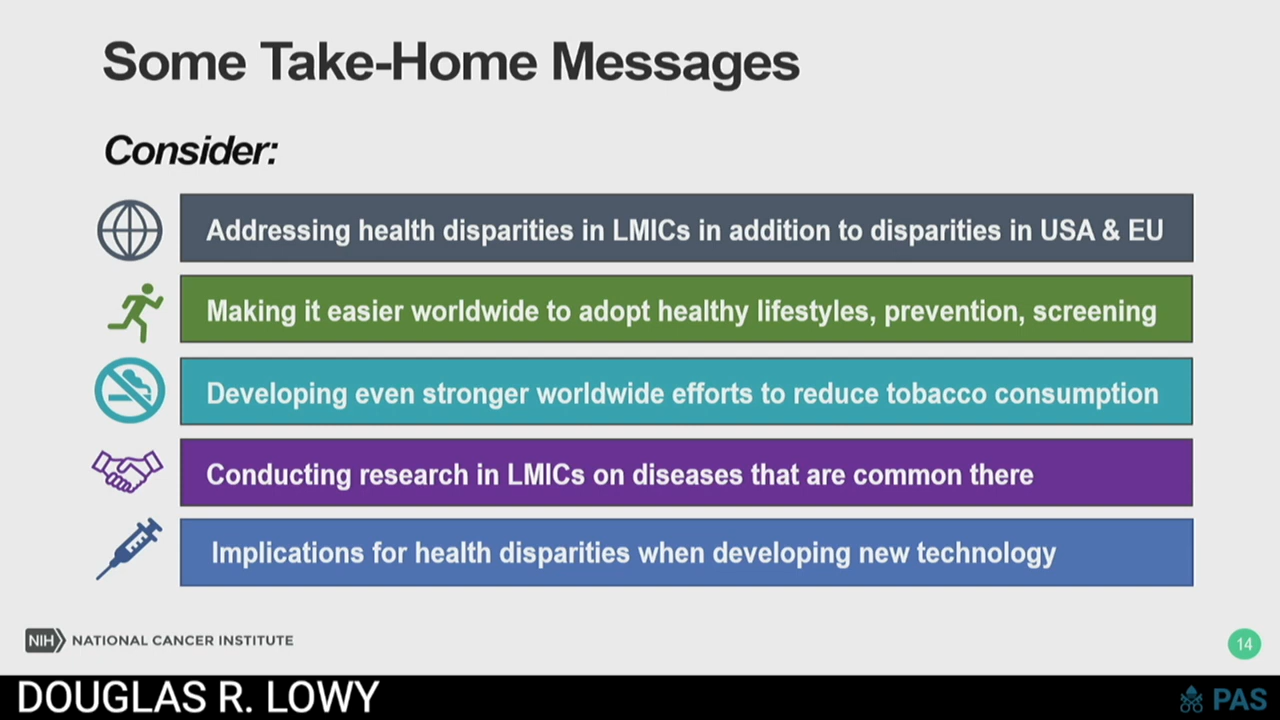 Some Take-Home Messages
Consider:
Addressing health disparities in LMICs in addition to disparities in USA & EU
Making it easier worldwide to adopt healthy lifestyles, prevention, screening
Developing even stronger worldwide efforts to reduce tobacco consumption
Conducting research in LMICs on diseases that are common there
Implications for health disparities when developing new technology
NIH NATIONAL CANCER INSTITUTE
14
DOUGLAS R. LOWY
PAS